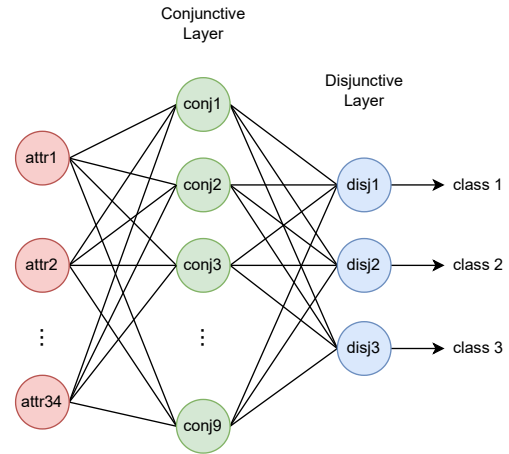 Conjunctive
Layer
Disjunctive
Layer
conj1
attr1
conj2
disj1
class 1
attr2
conj3
disj2
class 2
⋮
⋮
disj3
class 3
attr34
conj9